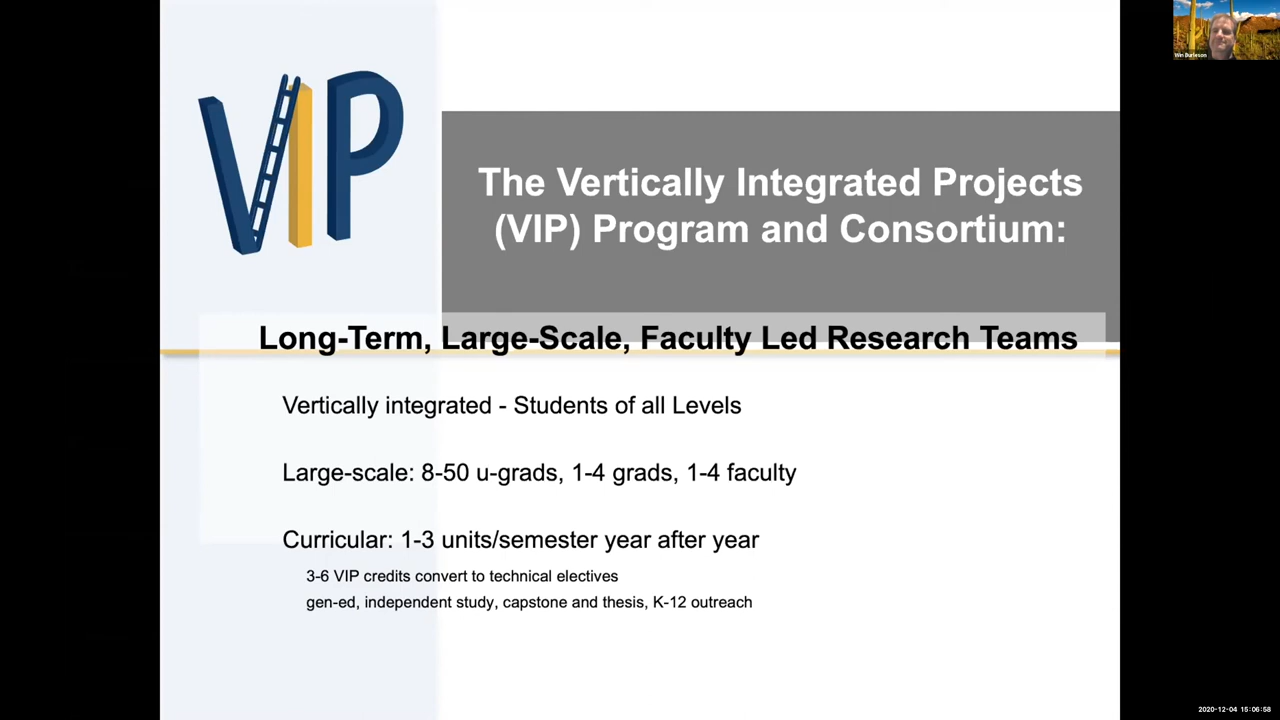 VIP
The Vertically Integrated Projects
(VIP) Program and Consortium:
Long-Term, Large-Scale, Faculty Led Research Teams
Vertically integrated - Students of all Levels
Large-scale: 8-50 u-grads, 1-4 grads, 1-4 faculty
Curricular: 1-3 units/semester year after year
3-6 VIP credits convert to technical electives
gen-ed, independent study, capstone and thesis, K-12 outreach
Win Burleson
2020-12-04 15:06:58